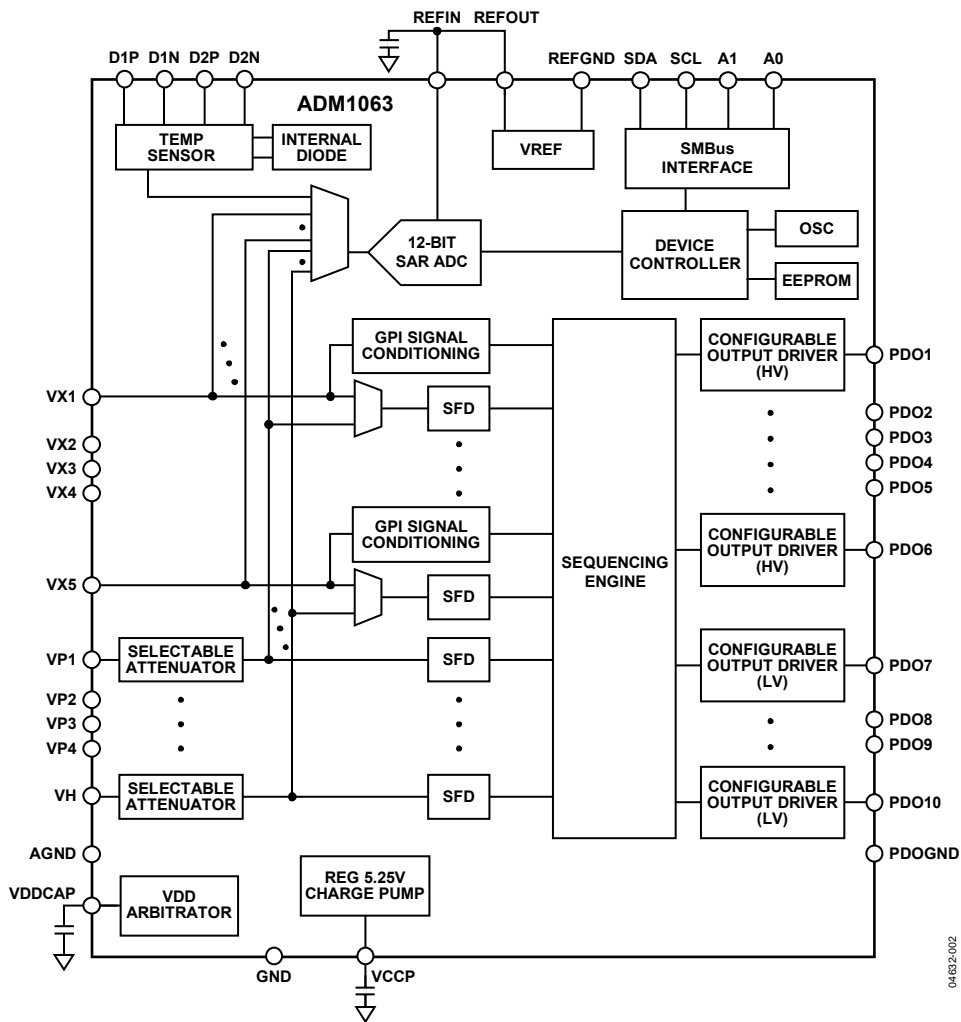 REFIN REFOUT
D1P D1N D2P D2N
REFGND SDA SCL A1 A0
ADM1063
TEMP
SENSOR
INTERNAL
DIODE
VREF
SMBus
INTERFACE
12-BIT
SAR ADC
DEVICE
CONTROLLER
OSC
EEPROM
GPI SIGNAL
CONDITIONING
CONFIGURABLE
OUTPUT DRIVER
(HV)
PDO1
VX1
SFD
PDO2
PDO3
PDO4
PDO5
VX2
VX3
VX4
GPI SIGNAL
CONDITIONING
SEQUENCING
ENGINE
CONFIGURABLE
OUTPUT DRIVER
(HV)
PDO6
VX5
SFD
VP1
SELECTABLE
ATTENUATOR
SFD
CONFIGURABLE
OUTPUT DRIVER
(LV)
PDO7
VP2
VP3
VP4
PDO8
PDO9
VH
SELECTABLE
ATTENUATOR
SFD
CONFIGURABLE
OUTPUT DRIVER
(LV)
PDO10
AGND
PDOGND
VDDCAP
VDD
ARBITRATOR
REG 5.25V
CHARGE PUMP
GND
VCCP
04632-002